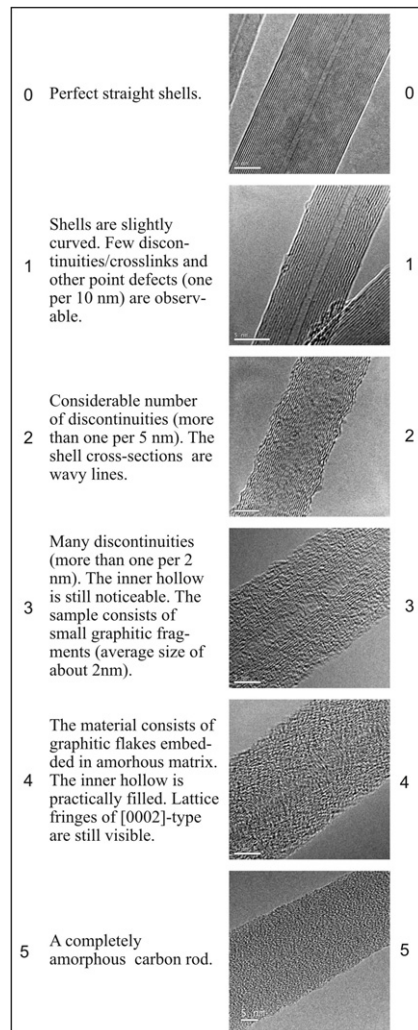 0 Perfect straight shells. 0
Shells are slightly
curved. Few discon-
tinuities/crosslinks and
1 other point defects (one 1
per 10 nm) are observ-
able.
Considerable number
of discontinuities (more
2 than one per 5 nm). The 2
shell cross-sections are
wavy lines.
Many discontinuities
(more than one per 2
nm). The inner hollow
3 is still noticeable. The 3
sample consists of
small graphitic frag-
ments (average size of
about 2nm).
The material consists of
graphitic flakes embed-
4 ded in amorhous matrix. 4
The inner hollow is
practically filled. Lattice
fringes of [0002]-type
are still visible.
5 A completely 5
amorphous carbon rod.
5 nm